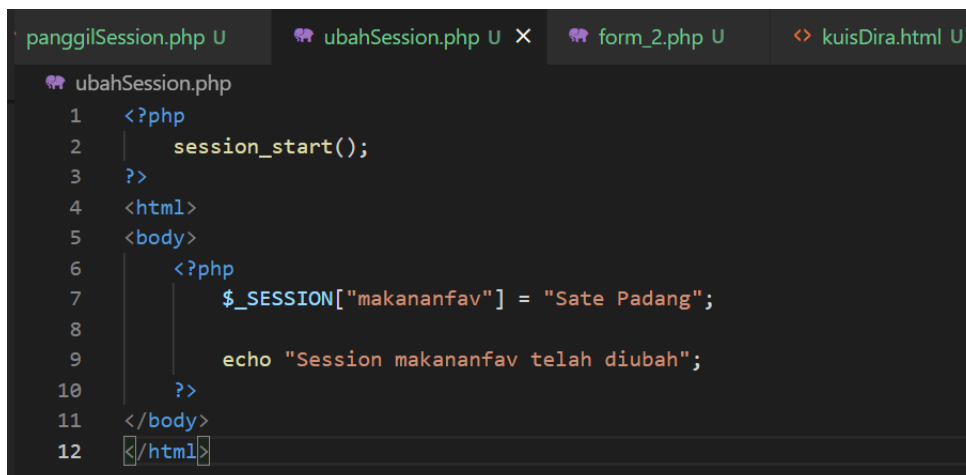 panggilSession.php U ubahSession.php U × form_2.php U <> kuisDira.html U
ubahSession.php
1 <?php
2 session_start();
3 ?>
4 <html>
5 <body>
6 <?php
7 $_SESSION["makananfav"] = "Sate Padang";
8
9 echo "Session makananfav telah diubah";
10 ?>
11 </body>
12 </html>